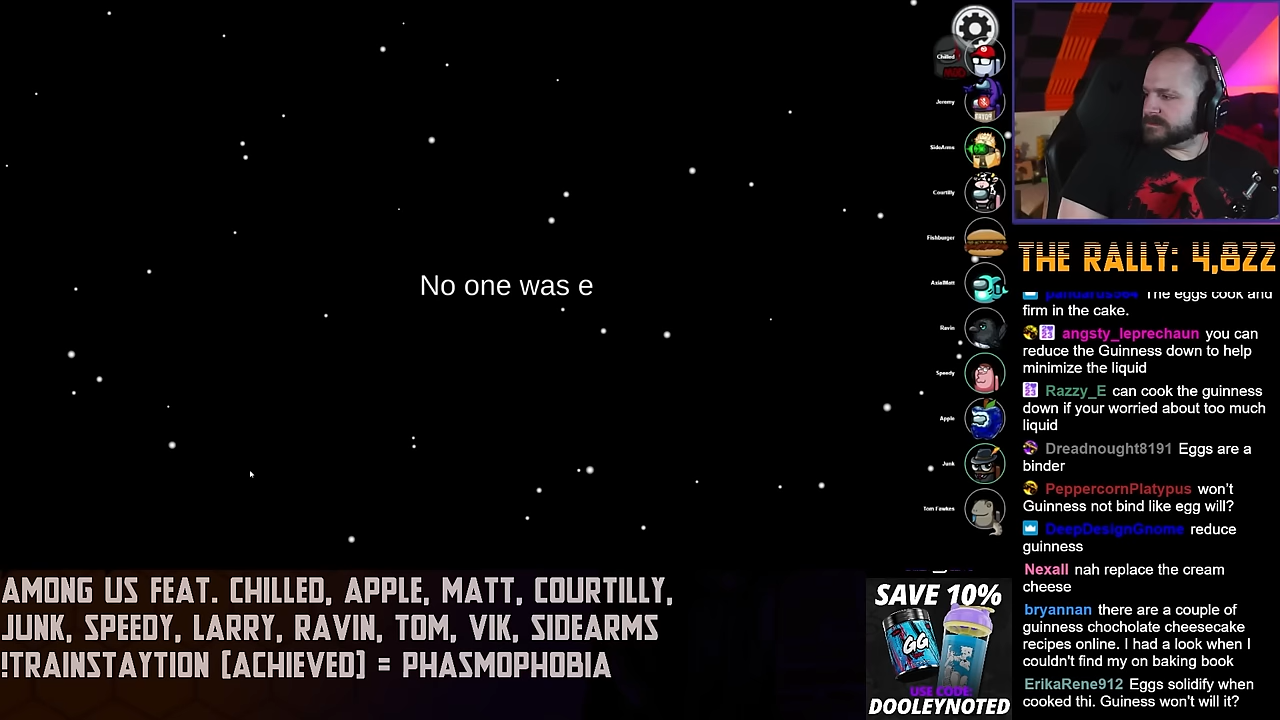 No one was e
Chilled
Jeremy
SideArms
Courtilly
Fishburger
AxialMatt
Ravin
Speedy
Apple
Junk
Tom Fawkes
THE RALLY: 4,822
The eggs cook and
firm in the cake.
angsty_leprechaun you can
reduce the Guinness down to help
minimize the liquid
Razzy_E can cook the guinness
down if your worried about too much
liquid
Dreadnought8191 Eggs are a
binder
PeppercornPlatypus won't
Guinness not bind like egg will?
DeepDesignGnome reduce
guinness
Nexall nah replace the cream
cheese
bryannan there are a couple of
guinness chocholate cheesecake
recipes online. I had a look when I
couldn't find my on baking book
ErikaRene912 Eggs solidify when
cooked thi. Guiness won't will it?
AMONG US FEAT. CHILLED, APPLE, MATT, COURTILLY,
JUNK, SPEEDY, LARRY, RAVIN, TOM, VIK, SIDEARMS
!TRAINSTAYTION [ACHIEVED] = PHASMOPHOBIA
SAVE 10%
GG
USE CODE:
DOOLEYNOTED